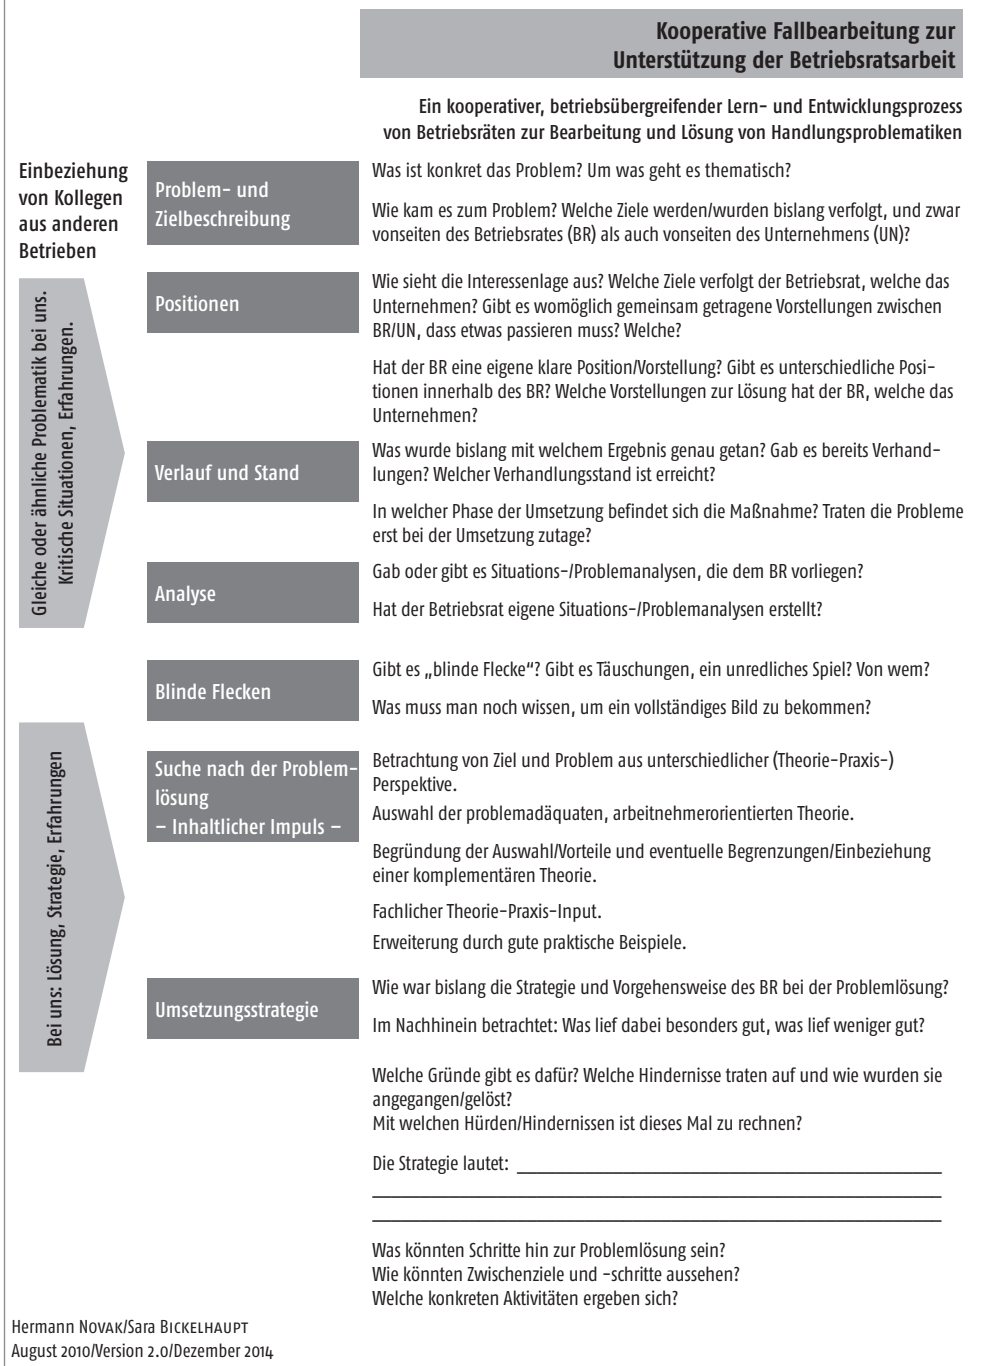 Kooperative Fallbearbeitung zur
Unterstützung der Betriebsratsarbeit
Ein kooperativer, betriebsübergreifender Lern- und Entwicklungsprozess
von Betriebsräten zur Bearbeitung und Lösung von Handlungsproblematiken
Einbeziehung
von Kollegen
aus anderen
Betrieben
Gleiche oder ähnliche Problematik bei uns.
Kritische Situationen, Erfahrungen.
Bei uns: Lösung, Strategie, Erfahrungen
Problem- und
Zielbeschreibung
Was ist konkret das Problem? Um was geht es thematisch?
Wie kam es zum Problem? Welche Ziele werden/wurden bislang verfolgt, und zwar
vonseiten des Betriebsrates (BR) als auch vonseiten des Unternehmens (UN)?
Positionen
Wie sieht die Interessenlage aus? Welche Ziele verfolgt der Betriebsrat, welche das
Unternehmen? Gibt es womöglich gemeinsam getragene Vorstellungen zwischen
BR/UN, dass etwas passieren muss? Welche?
Hat der BR eine eigene klare Position/Vorstellung? Gibt es unterschiedliche Posi-
tionen innerhalb des BR? Welche Vorstellungen zur Lösung hat der BR, welche das
Unternehmen?
Verlauf und Stand
Was wurde bislang mit welchem Ergebnis genau getan? Gab es bereits Verhand-
lungen? Welcher Verhandlungsstand ist erreicht?
In welcher Phase der Umsetzung befindet sich die Maßnahme? Traten die Probleme
erst bei der Umsetzung zutage?
Analyse
Gab oder gibt es Situations-/Problemanalysen, die dem BR vorliegen?
Hat der Betriebsrat eigene Situations-/Problemanalysen erstellt?
Blinde Flecken
Gibt es „blinde Flecke“? Gibt es Täuschungen, ein unredliches Spiel? Von wem?
Was muss man noch wissen, um ein vollständiges Bild zu bekommen?
Suche nach der Problem-
lösung
– Inhaltlicher Impuls –
Betrachtung von Ziel und Problem aus unterschiedlicher (Theorie-Praxis-)
Perspektive.
Auswahl der problemadäquaten, arbeitnehmerorientierten Theorie.
Begründung der Auswahl/Vorteile und eventuelle Begrenzungen/Einbeziehung
einer komplementären Theorie.
Fachlicher Theorie-Praxis-Input.
Erweiterung durch gute praktische Beispiele.
Umsetzungsstrategie
Wie war bislang die Strategie und Vorgehensweise des BR bei der Problemlösung?
Im Nachhinein betrachtet: Was lief dabei besonders gut, was lief weniger gut?
Welche Gründe gibt es dafür? Welche Hindernisse traten auf und wie wurden sie
angegangen/gelöst?
Mit welchen Hürden/Hindernissen ist dieses Mal zu rechnen?
Die Strategie lautet:
Was könnten Schritte hin zur Problemlösung sein?
Wie könnten Zwischenziele und -schritte aussehen?
Welche konkreten Aktivitäten ergeben sich?
Hermann NOVAK/Sara BICKELHAUPT
August 2010/Version 2.0/Dezember 2014